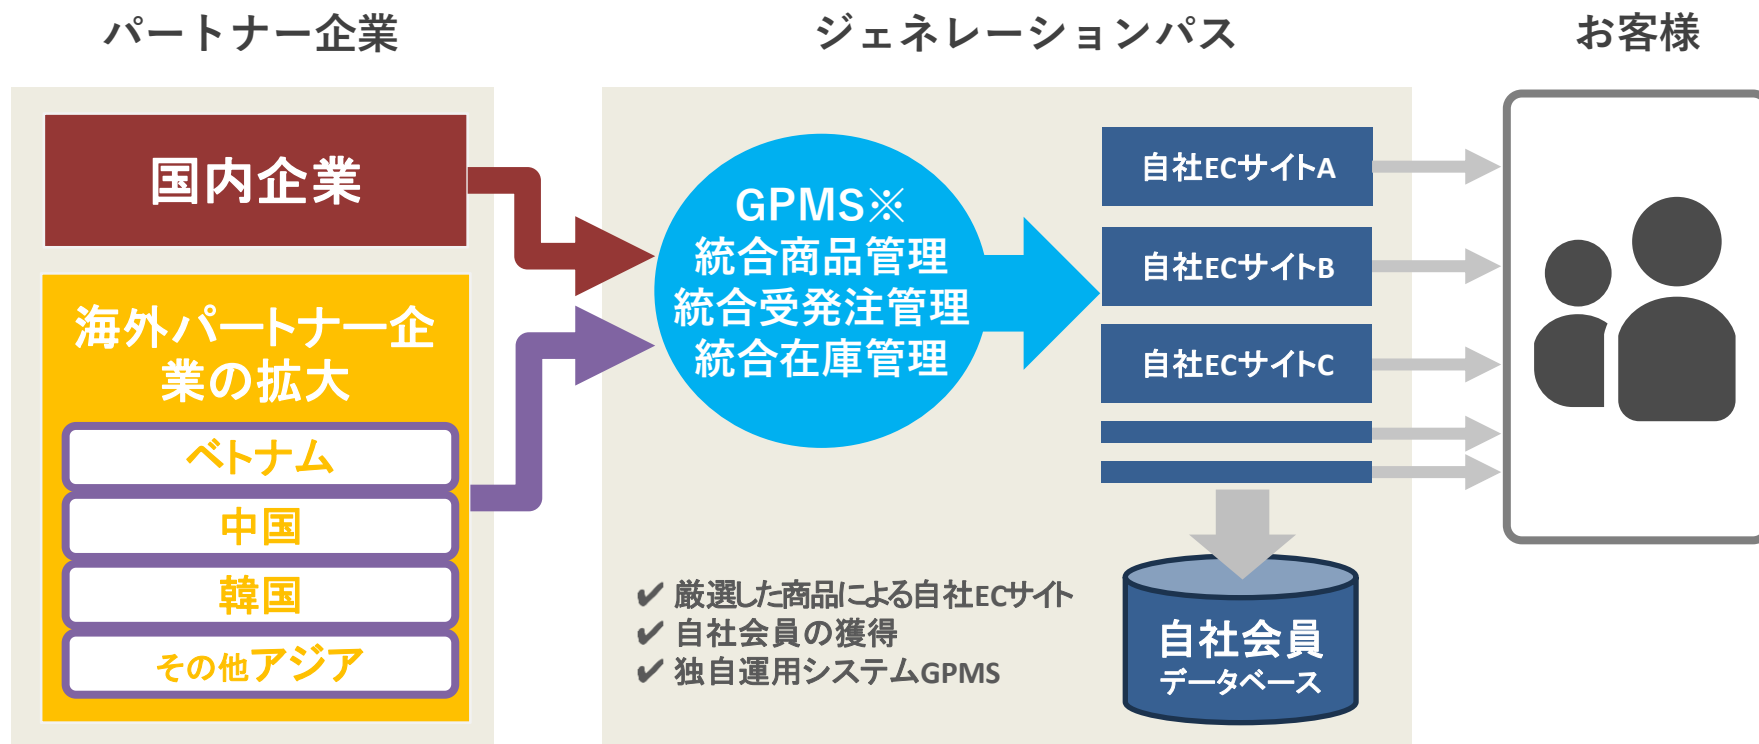 パートナー企業
ジェネレーションパス
お客様
国内企業
海外パートナー企
業の拡大
ベトナム
中国
韓国
その他アジア
GPMS※
統合商品管理
統合受発注管理
統合在庫管理
自社ECサイトA
自社ECサイトB
自社ECサイトC
✔ 厳選した商品による自社ECサイト
✔ 自社会員の獲得
✔ 独自運用システムGPMS
自社会員
データベース